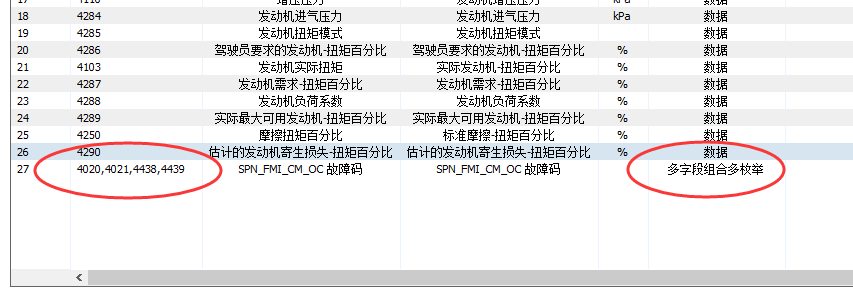 18 4284 发动机进气压力 发动机进气压力 kPa 数据
19 4285 发动机扭矩模式 发动机扭矩模式 数据
20 4286 驾驶员要求的发动机-扭矩百分比 驾驶员要求的发动机-扭矩百分比 % 数据
21 4103 发动机实际扭矩 实际发动机-扭矩百分比 % 数据
22 4287 发动机需求-扭矩百分比 发动机需求-扭矩百分比 % 数据
23 4288 发动机负荷系数 发动机负荷系数 % 数据
24 4289 实际最大可用发动机-扭矩百分比 实际最大可用发动机-扭矩百分比 % 数据
25 4250 摩擦扭矩百分比 标准摩擦-扭矩百分比 % 数据
26 4290 估计的发动机寄生损失-扭矩百分比 估计的发动机寄生损失-扭矩百分比 % 数据
27 4020,4021,4438,4439 SPN_FMI_CM_OC 故障码 SPN_FMI_CM_OC 故障码 多字段组合多枚举